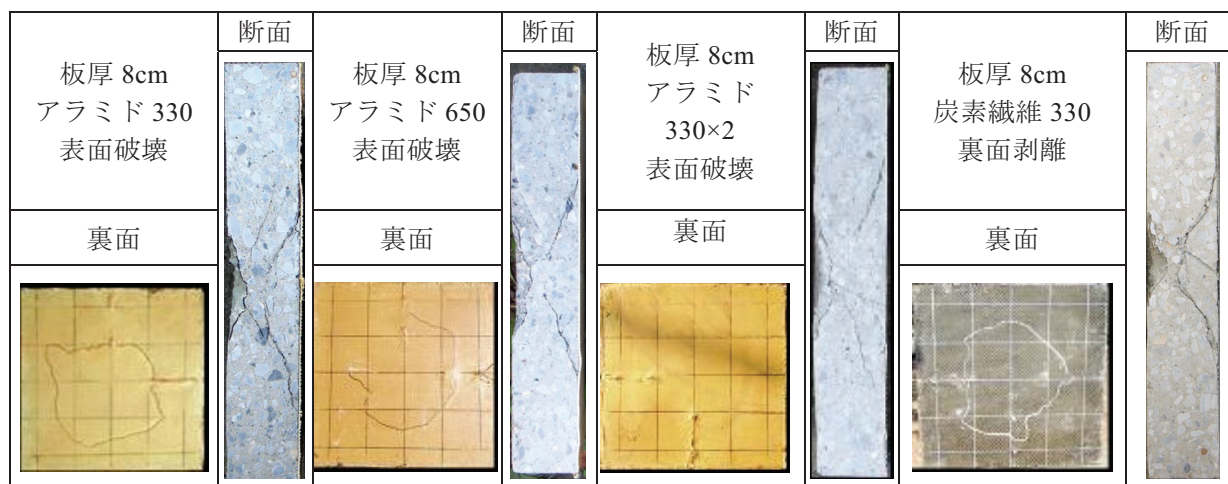 板厚 8cm
アラミド 330
表面破壊
断面
裏面
板厚 8cm
アラミド 650
表面破壊
断面
裏面
板厚 8cm
アラミド
330×2
表面破壊
断面
裏面
板厚 8cm
炭素繊維 330
裏面剥離
断面
裏面